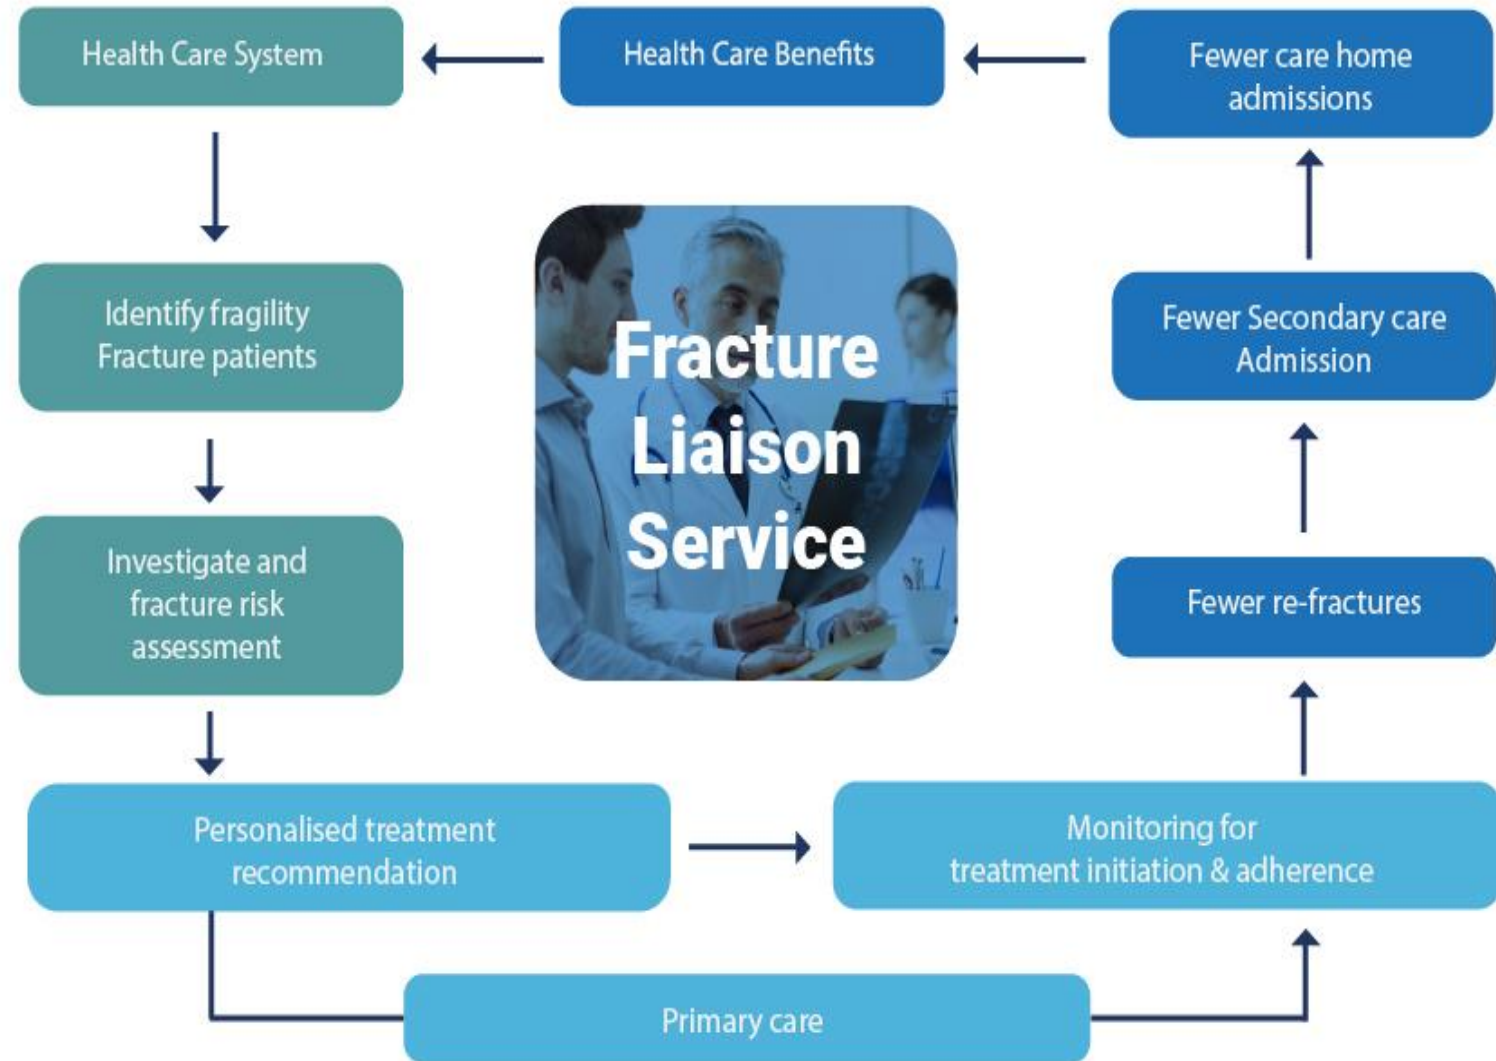 Health Care System
Health Care Benefits
Fewer care home
admissions
Identify fragility
Fracture patients
Fracture
Liaison
Service
Fewer Secondary care
Admission
Investigate and
fracture risk
assessment
Fewer re-fractures
Personalised treatment
recommendation
Monitoring for
treatment initiation & adherence
Primary care